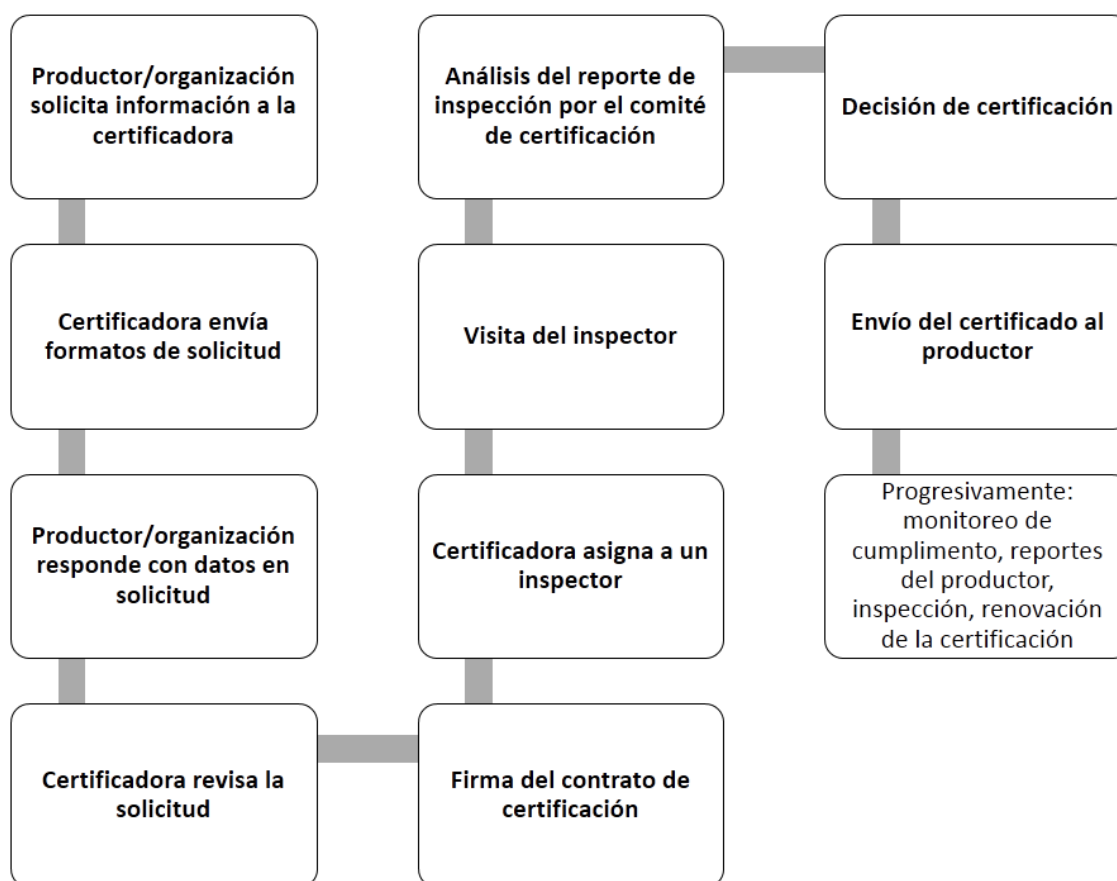 Productor/organización
solicita información a la
certificadora
Certificadora envía
formatos de solicitud
Productor/organización
responde con datos en
solicitud
Certificadora revisa la
solicitud
Firma del contrato de
certificación
Certificadora asigna a un
inspector
Visita del inspector
Análisis del reporte de
inspección por el comité
de certificación
Decisión de certificación
Envío del certificado al
productor
Progresivamente:
monitoreo de
cumplimento, reportes
del productor,
inspección, renovación
de la certificación